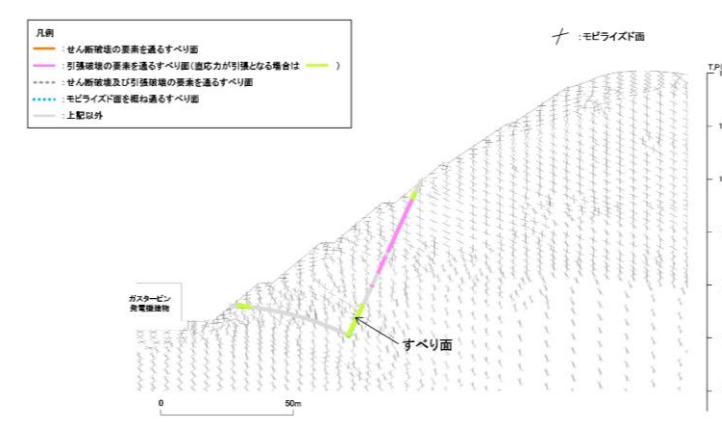 凡例
：せん断破壊の要素を通るすべり面
：引張破壊の要素を通るすべり面(直応力が引張となる場合は ）
：せん断破壊及び引張破壊の要素を通るすべり面
：モビライズド面を概ね通るすべり面
：上記以外
：モビライズド面
ガスタービン
発電機建物
すべり面
0 50m